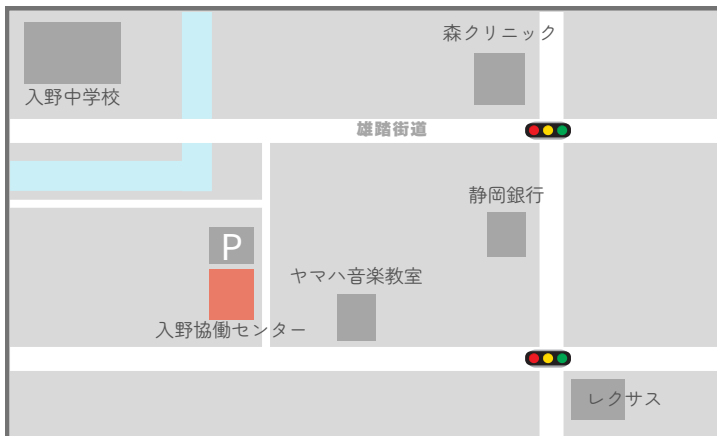 森クリニック
入野中学校
雄踏街道
静岡銀行
P
ヤマハ音楽教室
入野協働センター
レクサス